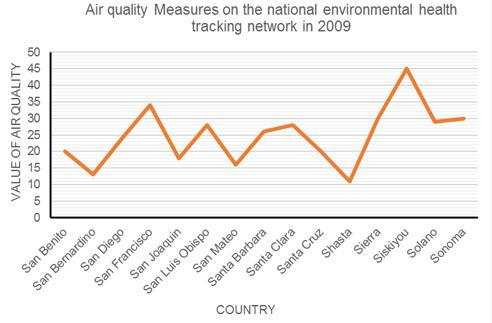 Air quality Measures on the national environmental health
tracking network in 2009
VALUE OF AIR QUALITY
50
45
40
35
30
25
20
15
10
5
0
San Benito
San Bernardino
San Diego
San Francisco
San Joaquin
San Luis Obispo
San Mateo
Santa Barbara
Santa Clara
Santa Cruz
Shasta
Sierra
Siskiyou
Solano
Sonoma
COUNTRY